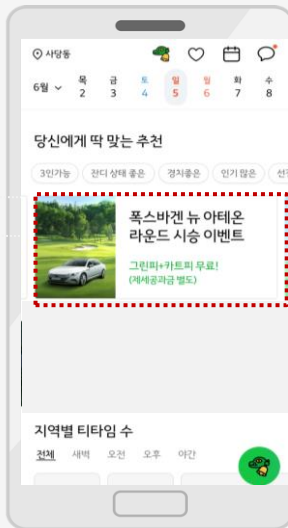 사당동
6월 목 금 토 일 월 화 수
2 3 4 5 6 7 8
당신에게 딱 맞는 추천
3인가능 잔디 상태 좋은 경치좋은 인기 많은
폭스바겐 뉴 아테온
라운드 시승 이벤트
그린피+카트피 무료!
(제세공과금 별도)
지역별 티타임 수
전체 새벽 오전 오후 야간